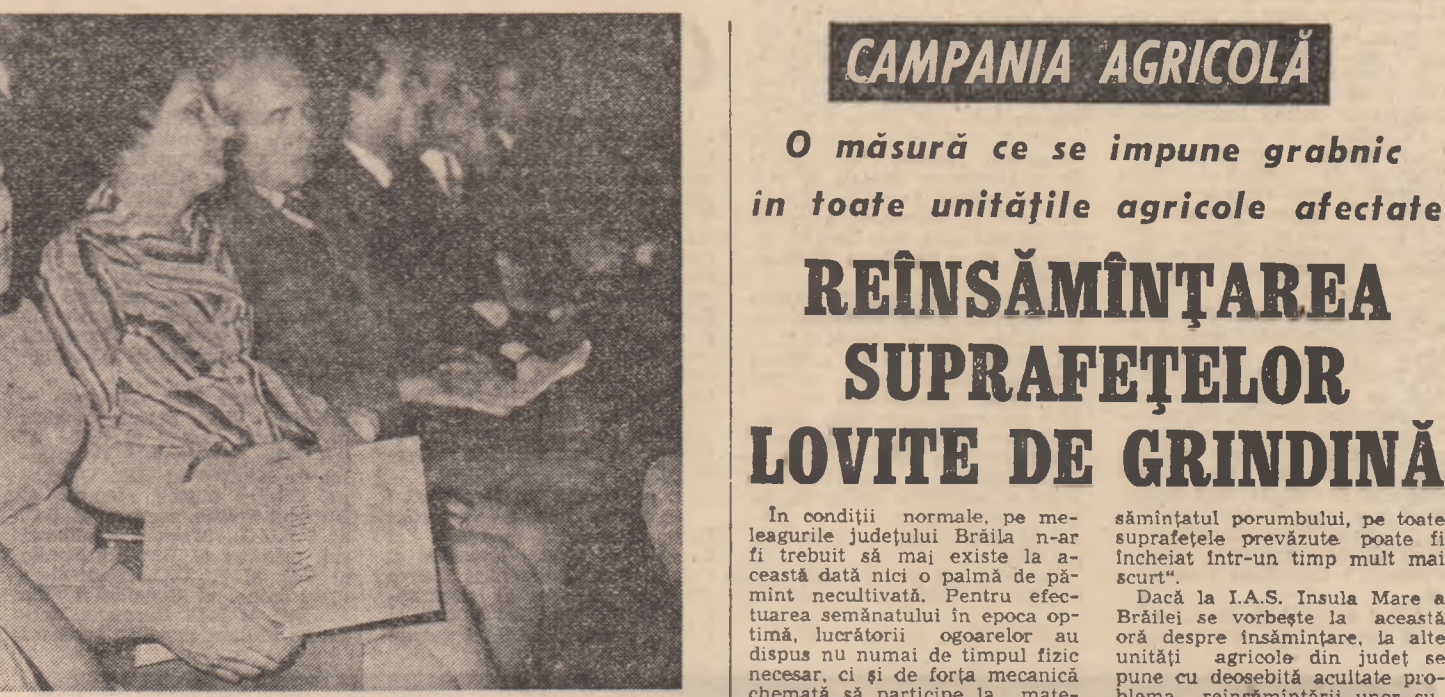 CAMPANIA AGRICOLĂ
O măsură ce se impune grabnic
în toate unitățile agricole afectate
REÎNSĂMÎNȚAREA
SUPRAFEȚELOR
LOVITE DE GRINDINĂ
În condiții normale, pe me-
leagurile județului Brăila n-ar
fi trebuit să mai existe la a-
ceastă dată nici o palmă de pă-
mînt necultivată. Pentru efec-
tuarea semănatului în epoca op-
timă, lucrătorii ogoarelor au
dispus nu numai de timpul fizic
necesar, ci și de forța mecanică
chemată să participe la mate-
sămînțatul porumbului, pe toate
suprafețele prevăzute poate fi
încheiat într-un timp mult mai
scurt“.
Dacă la I.A.S. Insula Mare a
Brăilei se vorbește la această
oră despre însămînțare, la alte
unități agricole din județ se
pune cu deosebită acuitate pro-
blema reînsămînțării unor su-